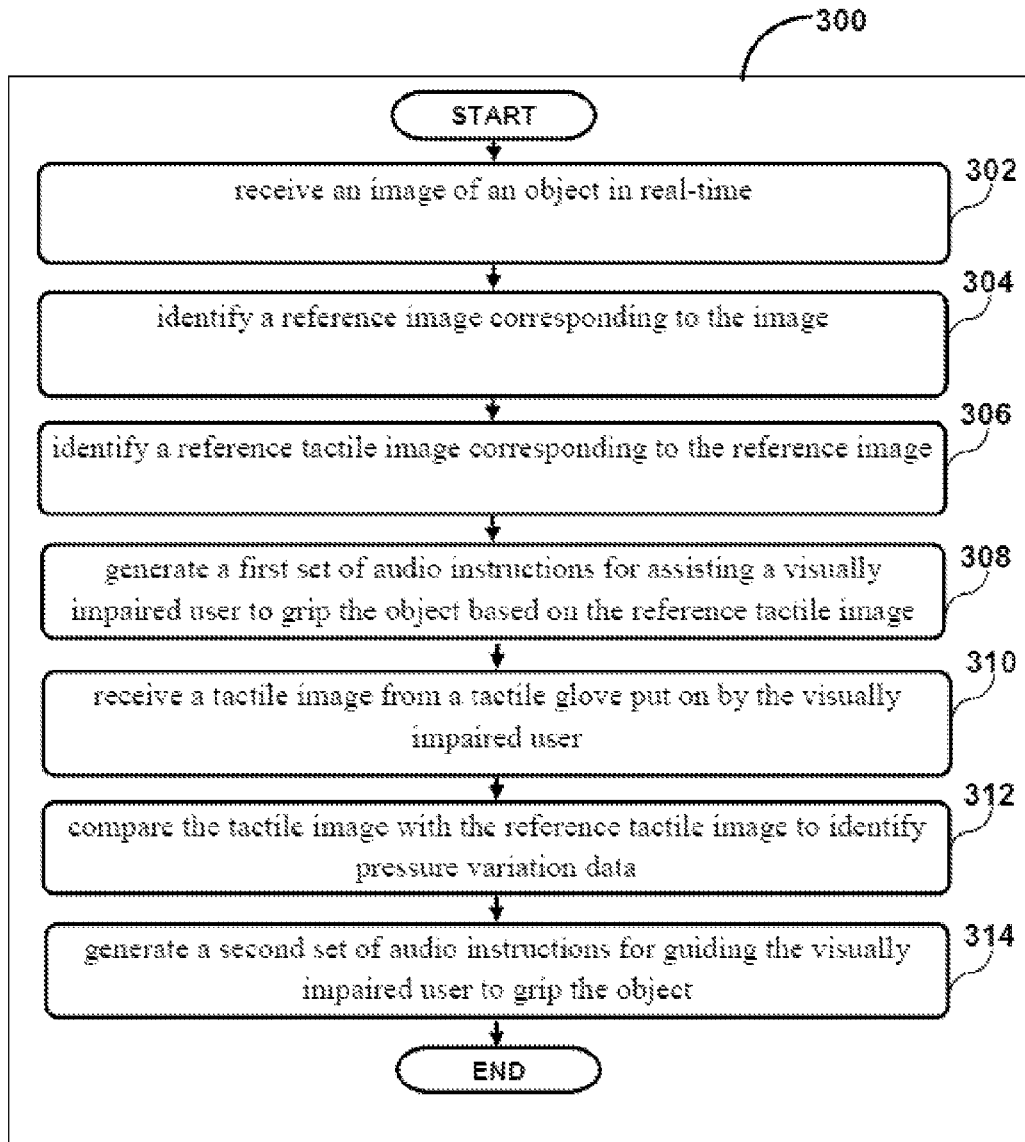 300
START
302
receive an image of an object in real-time
304
identify a reference image corresponding to the image
306
identify a reference tactile image corresponding to the reference image
308
generate a first set of audio instructions for assisting a visually
impaired user to grip the object based on the reference tactile image
310
receive a tactile image from a tactile glove put on by the visually
impaired user
312
compare the tactile image with the reference tactile image to identify
pressure variation data
314
generate a second set of audio instructions for guiding the visually
impaired user to grip the object
END